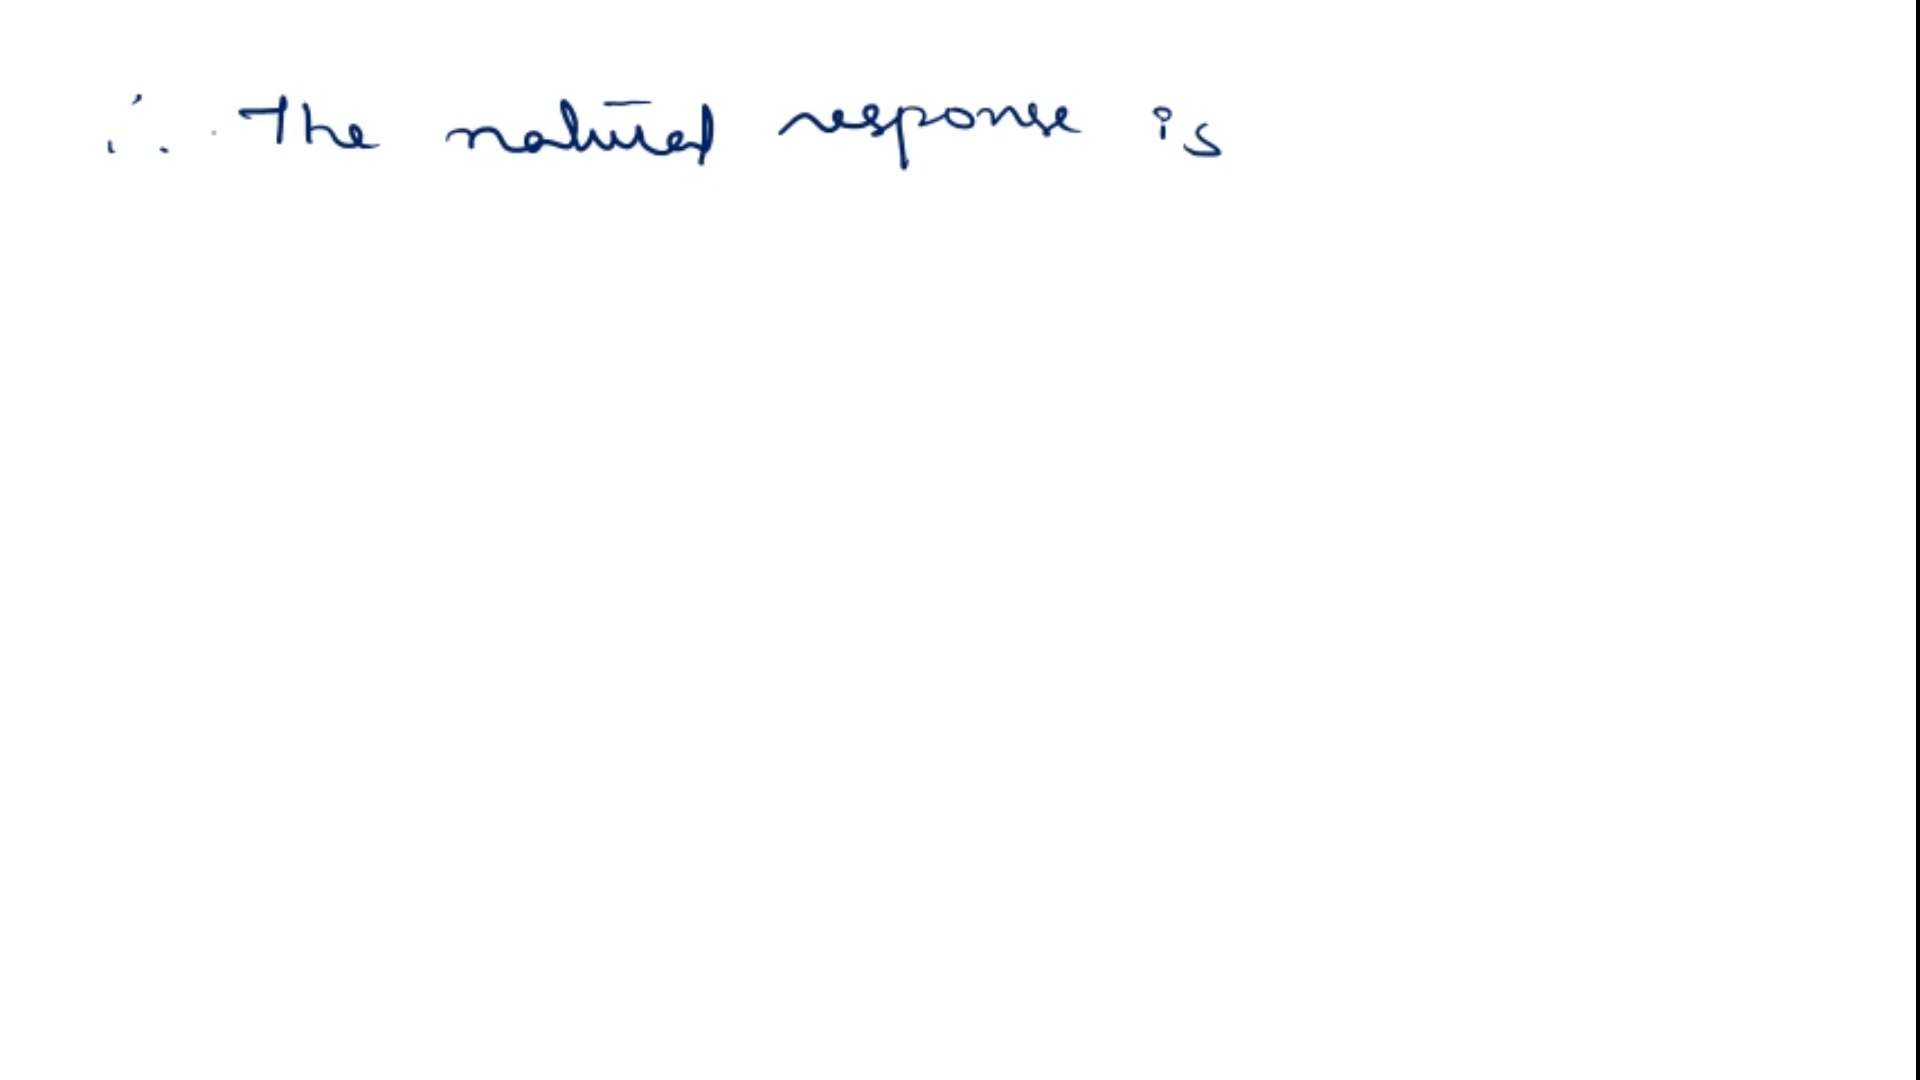 ∴ The natural response is